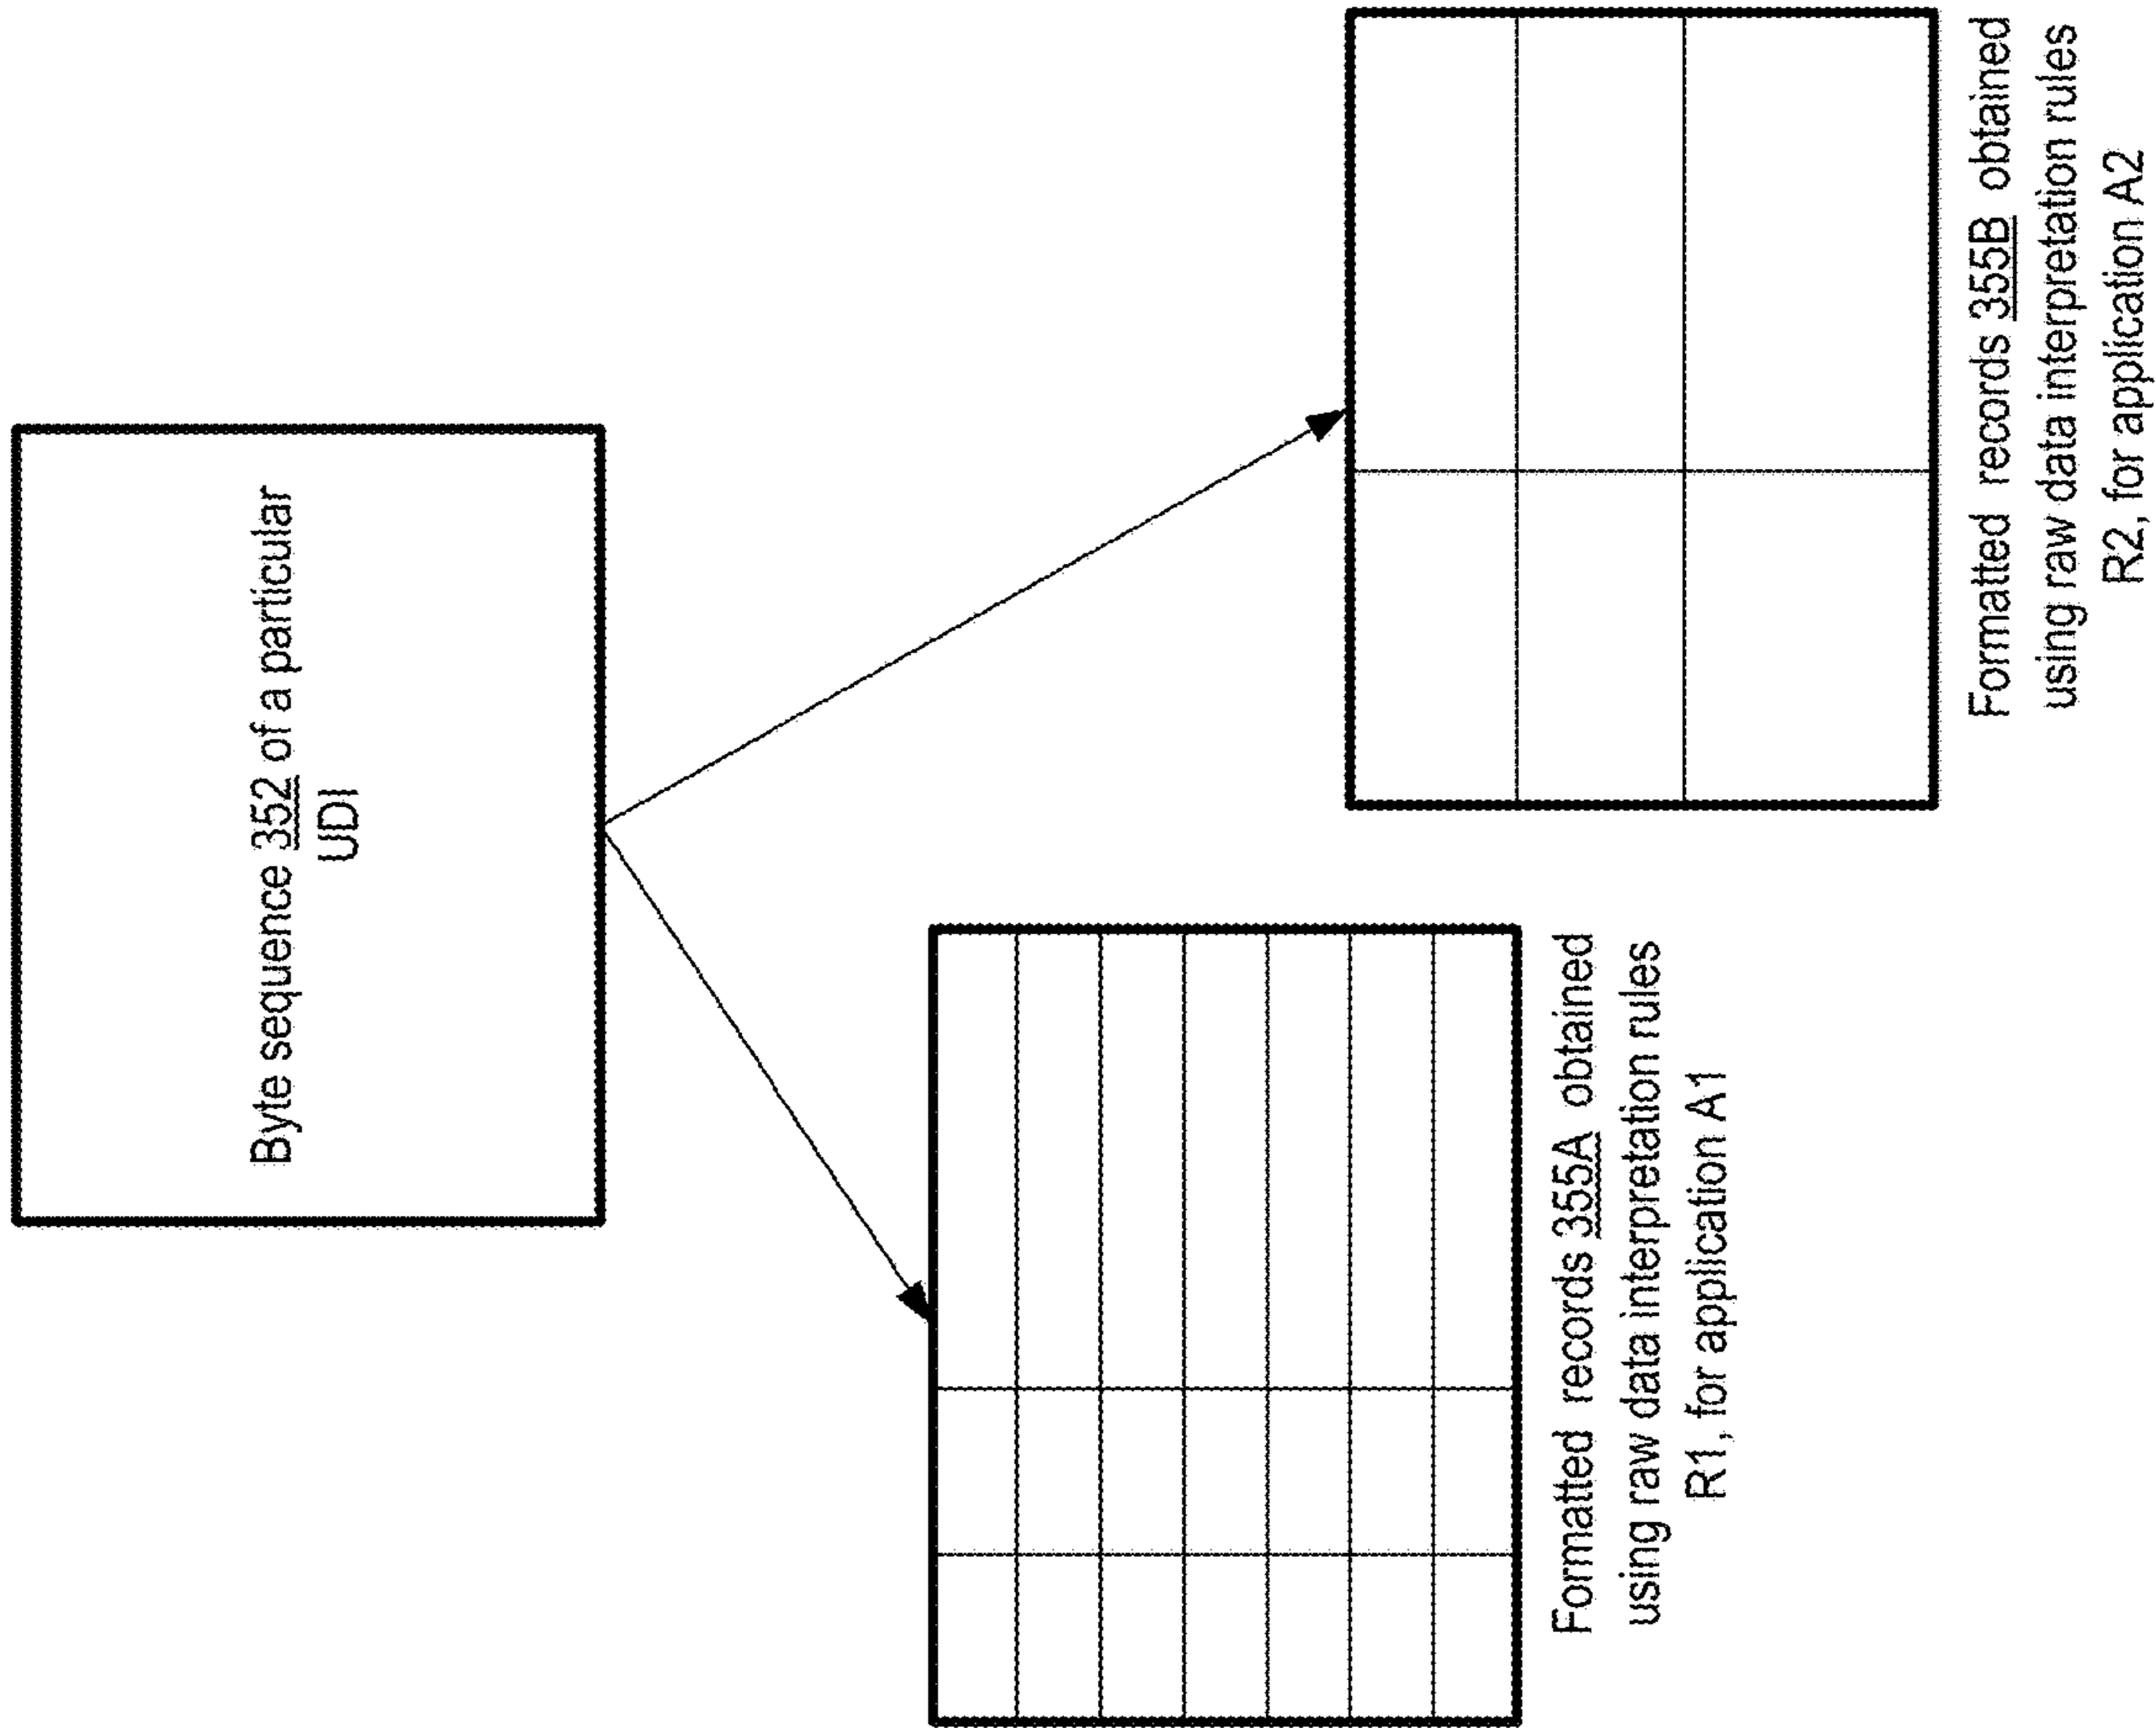 Byte sequence 352 of a particular
UDI
Formatted records 355A obtained
using raw data interpretation rules
R1, for application A1
Formatted records 355B obtained
using raw data interpretation rules
R2, for application A2